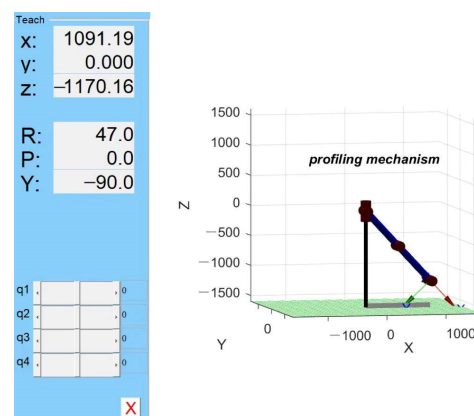 Teach
x: 1091.19
y: 0.000
z: −1170.16
R: 47.0
P: 0.0
Y: −90.0
q1 0
q2 0
q3 0
q4 0
X
profiling mechanism
1500
1000
500
0
−500
−1000
−1500
Z
0
Y
−1000 0 1000
X